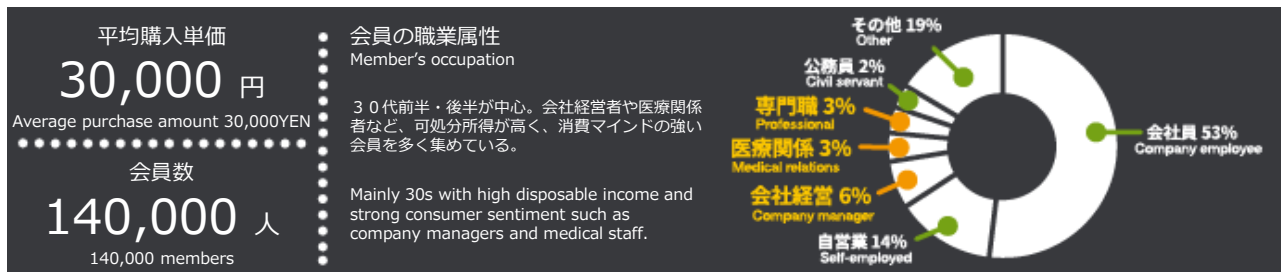 平均購入単価
30,000 円
Average purchase amount 30,000YEN
会員数
140,000 人
140,000 members
会員の職業属性
Member's occupation
３０代前半・後半が中心。会社経営者や医療関係
者など、可処分所得が高く、消費マインドの強い
会員を多く集めている。
Mainly 30s with high disposable income and
strong consumer sentiment such as
company managers and medical staff.
その他 19%
Other
公務員 2%
Civil servant
専門職 3%
Professional
医療関係 3%
Medical relations
会社経営 6%
Company manager
自営業 14%
Self-employed
会社員 53%
Company employee